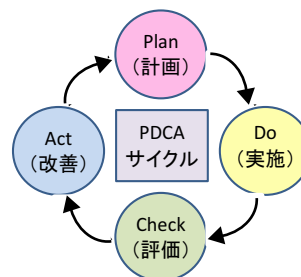 Plan
（計画）
Do
（実施）
Check
（評価）
Act
（改善）
PDCA
サイクル